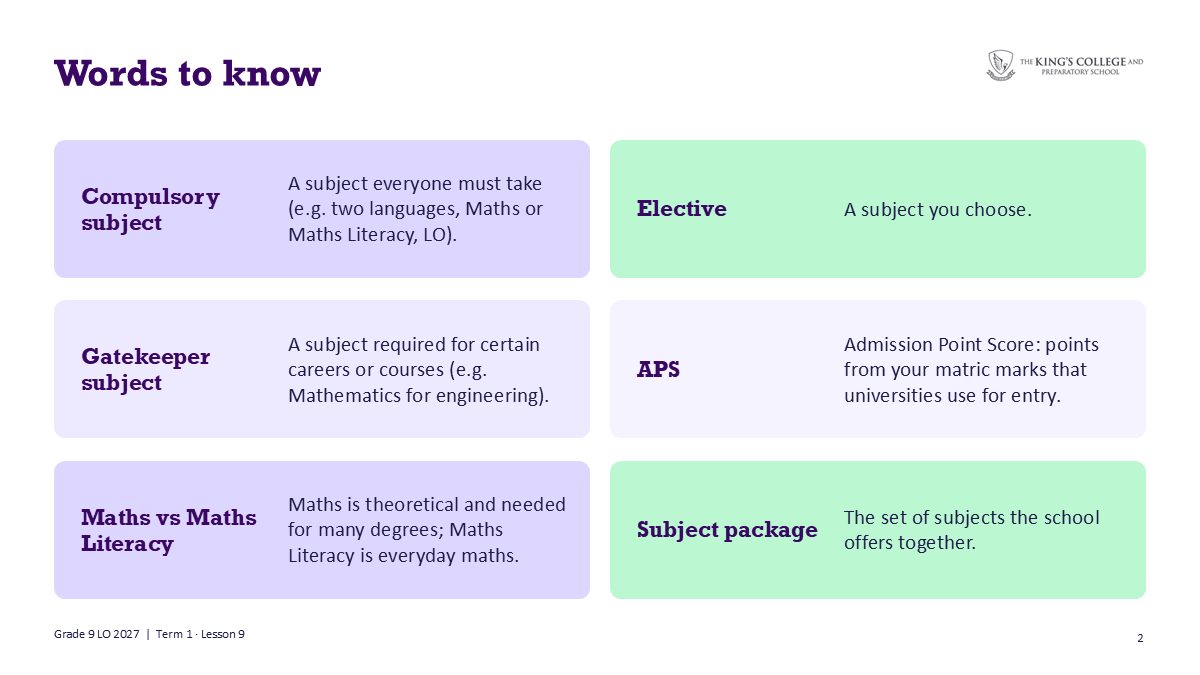 Words to know
THE KING'S COLLEGE AND
PREPARATORY SCHOOL
Compulsory
subject
A subject everyone must take
(e.g. two languages, Maths or
Maths Literacy, LO).
Elective
A subject you choose.
Gatekeeper
subject
A subject required for certain
careers or courses (e.g.
Mathematics for engineering).
APS
Admission Point Score: points
from your matric marks that
universities use for entry.
Maths vs Maths
Literacy
Maths is theoretical and needed
for many degrees; Maths
Literacy is everyday maths.
Subject package
The set of subjects the school
offers together.
Grade 9 LO 2027 | Term 1 · Lesson 9
2